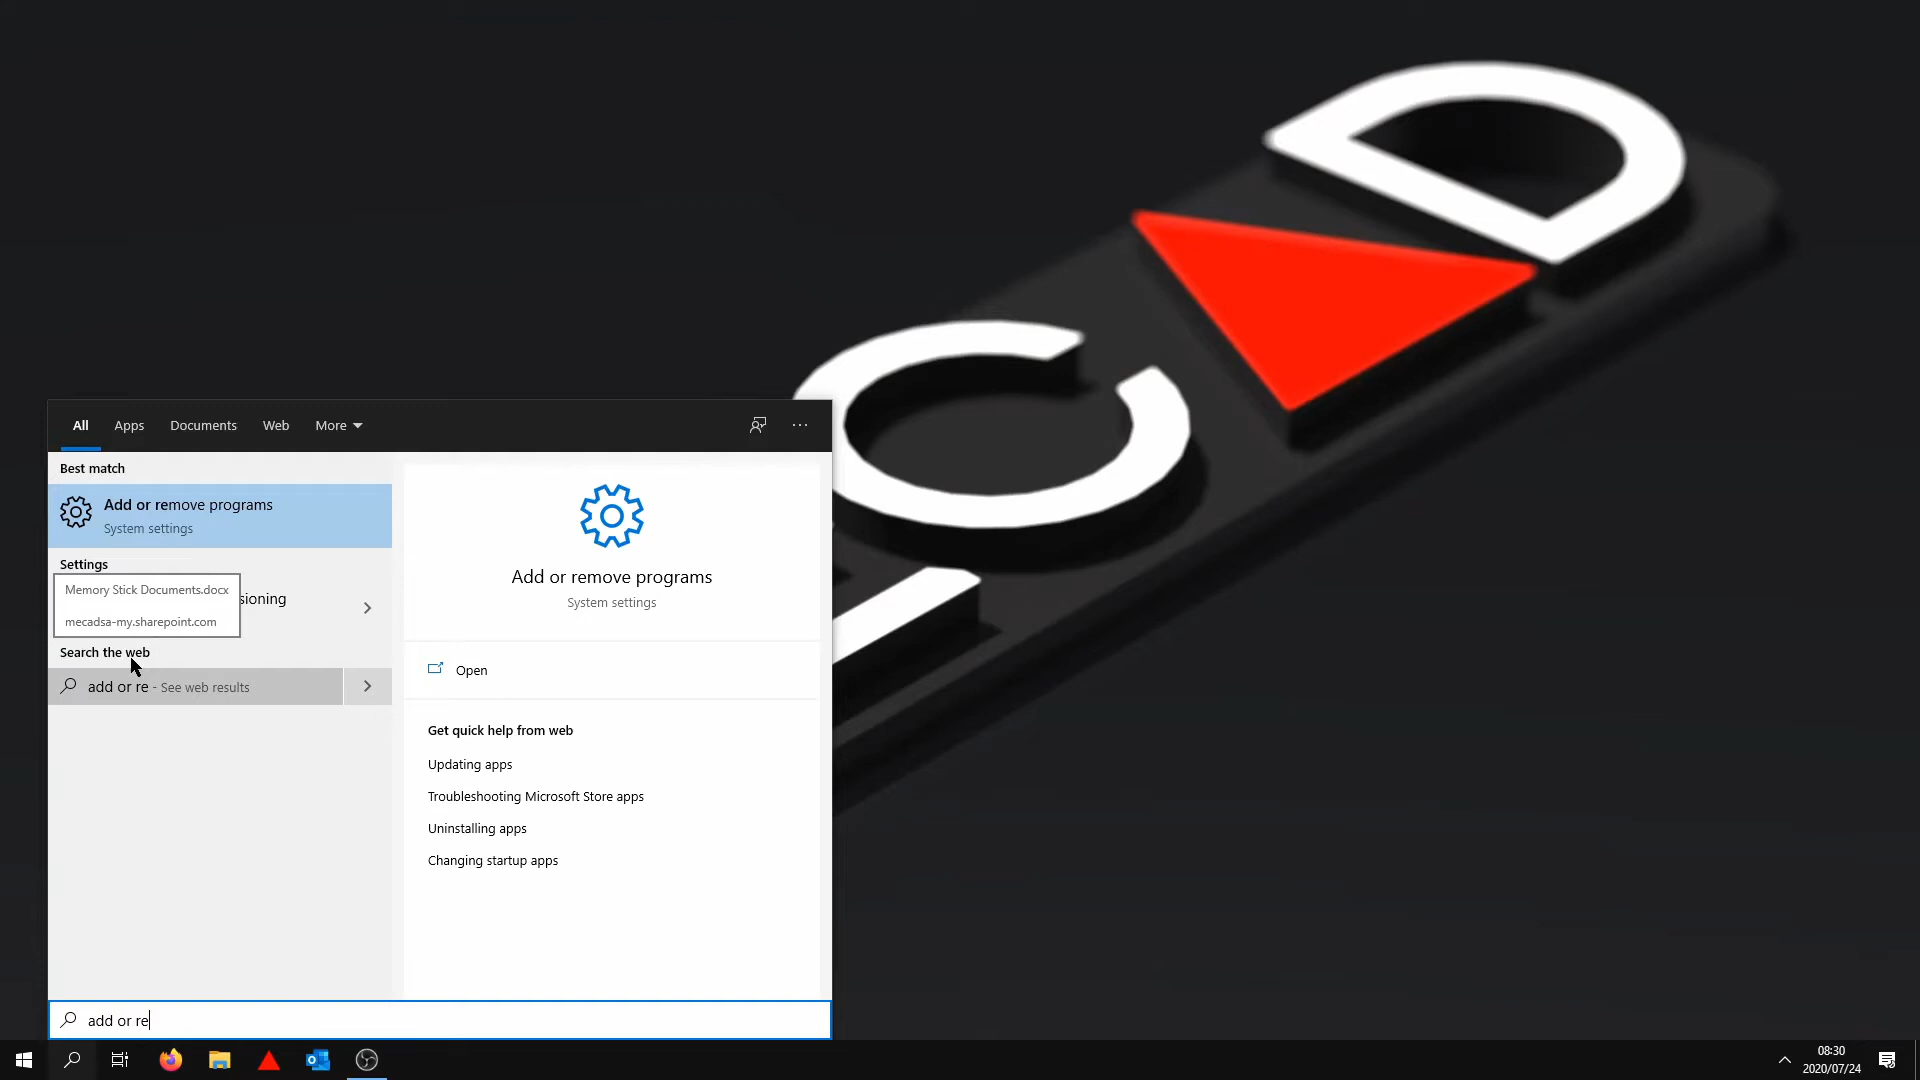 All Apps Documents Web More
Best match
Add or remove programs
System settings
Settings
Memory Stick Documents.docx
sioning
mecadsa-my.sharepoint.com
Search the web
add or re - See web results
Add or remove programs
System settings
Open
Get quick help from web
Updating apps
Troubleshooting Microsoft Store apps
Uninstalling apps
Changing startup apps
add or re
08:30
2020/07/24
C
D